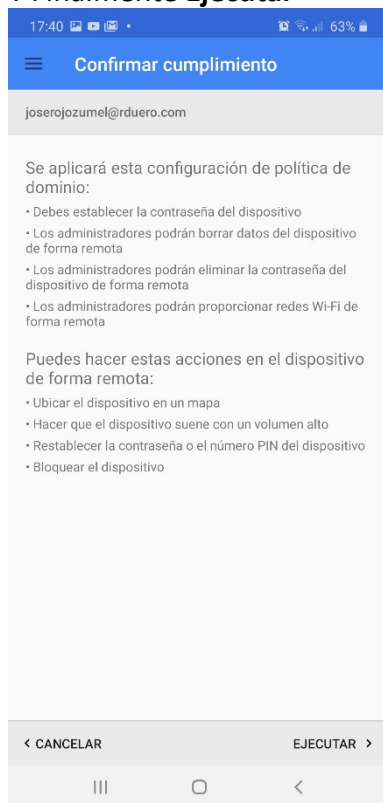 Finalmente Ejecuta.
17:40 63%
Confirmar cumplimiento
joserojozumel@rduero.com
Se aplicará esta configuración de política de
dominio:
• Debes establecer la contraseña del dispositivo
• Los administradores podrán borrar datos del dispositivo
de forma remota
• Los administradores podrán eliminar la contraseña del
dispositivo de forma remota
• Los administradores podrán proporcionar redes Wi-Fi de
forma remota
Puedes hacer estas acciones en el dispositivo
de forma remota:
• Ubicar el dispositivo en un mapa
• Hacer que el dispositivo suene con un volumen alto
• Restablecer la contraseña o el número PIN del dispositivo
• Bloquear el dispositivo
< CANCELAR EJECUTAR >